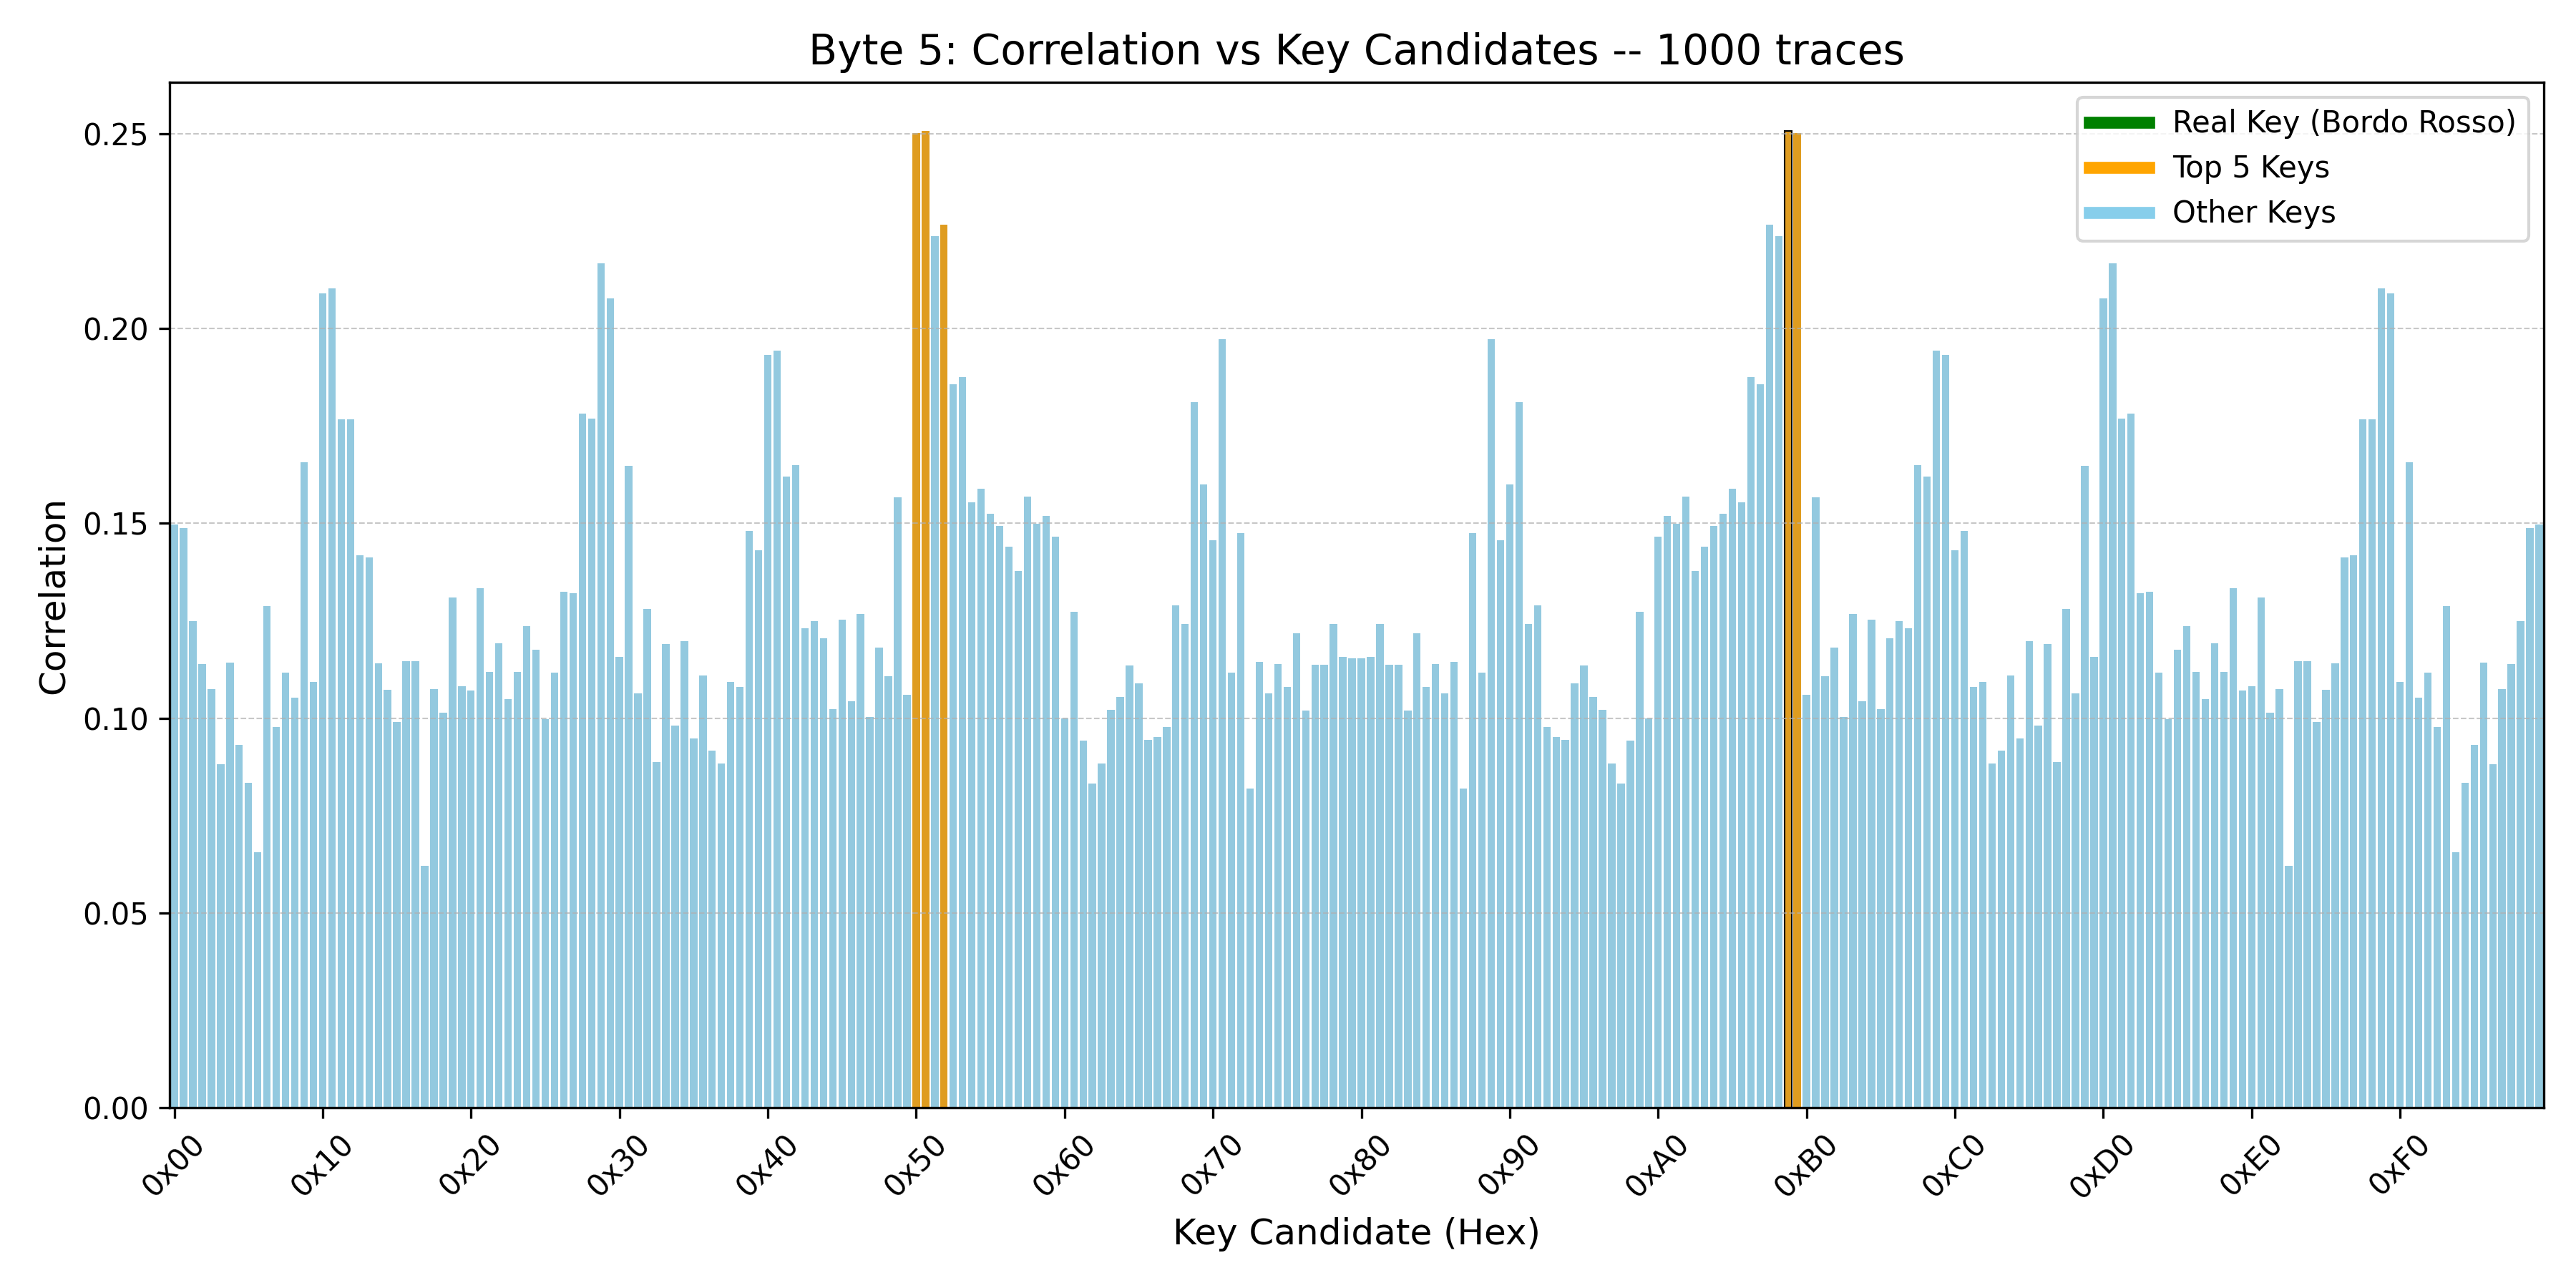 Byte 5: Correlation vs Key Candidates -- 1000 traces
Real Key (Bordo Rosso)
Top 5 Keys
Other Keys
Correlation
0.25
0.20
0.15
0.10
0.05
0.00
0x00 0x10 0x20 0x30 0x40 0x50 0x60 0x70 0x80 0x90 0xA0 0xB0 0xC0 0xD0 0xE0 0xF0
Key Candidate (Hex)